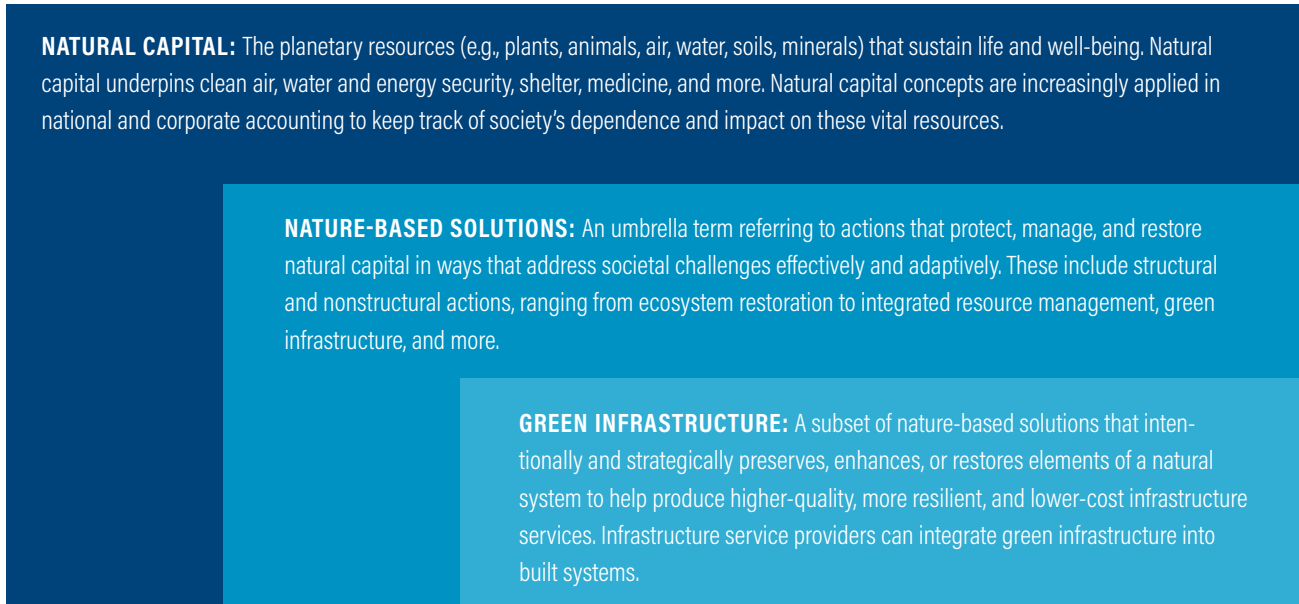 NATURAL CAPITAL: The planetary resources (e.g., plants, animals, air, water, soils, minerals) that sustain life and well-being. Natural
capital underpins clean air, water and energy security, shelter, medicine, and more. Natural capital concepts are increasingly applied in
national and corporate accounting to keep track of society’s dependence and impact on these vital resources.
NATURE-BASED SOLUTIONS: An umbrella term referring to actions that protect, manage, and restore
natural capital in ways that address societal challenges effectively and adaptively. These include structural
and nonstructural actions, ranging from ecosystem restoration to integrated resource management, green
infrastructure, and more.
GREEN INFRASTRUCTURE: A subset of nature-based solutions that inten-
tionally and strategically preserves, enhances, or restores elements of a natural
system to help produce higher-quality, more resilient, and lower-cost infrastructure
services. Infrastructure service providers can integrate green infrastructure into
built systems.